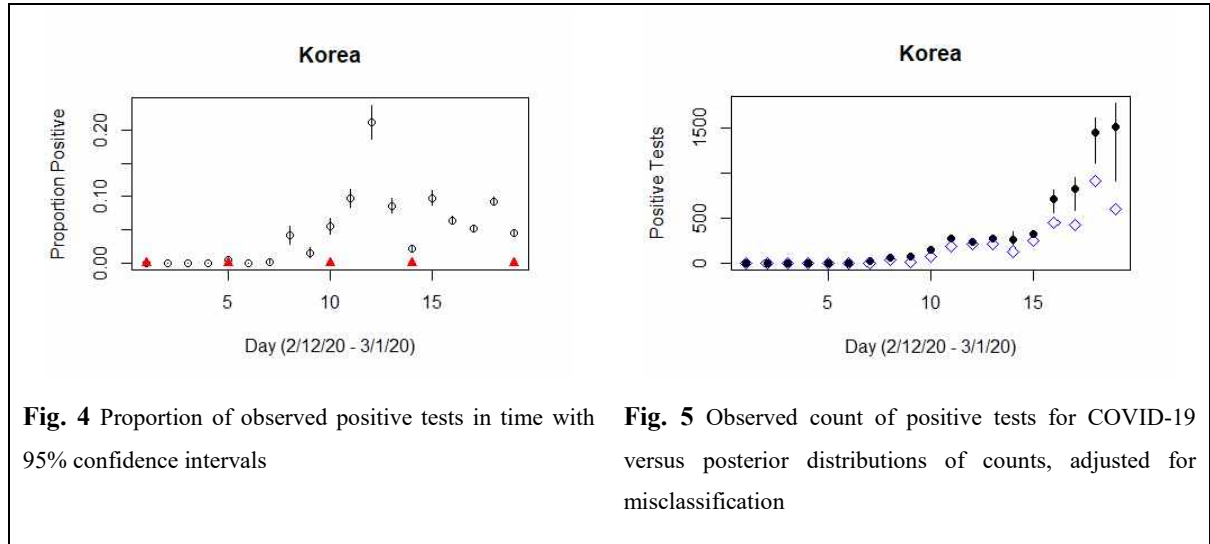 Korea
Proportion Positive
0.20
0.10
0.00
5
10
15
Day (2/12/20 - 3/1/20)
Fig. 4 Proportion of observed positive tests in time with
95% confidence intervals
Korea
Positive Tests
1500
500
0
5
10
15
Day (2/12/20 - 3/1/20)
Fig. 5 Observed count of positive tests for COVID-19
versus posterior distributions of counts, adjusted for
misclassification